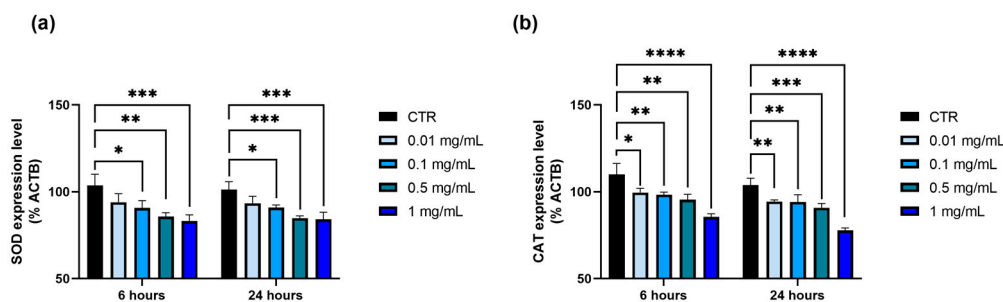 (a)
SOD expression level
(% ACTB)
150
100
50
***
**
*
***
***
*
6 hours
24 hours
CTR
0.01 mg/mL
0.1 mg/mL
0.5 mg/mL
1 mg/mL
(b)
CAT expression level
(% ACTB)
150
100
50
****
**
**
*
****
***
**
**
6 hours
24 hours
CTR
0.01 mg/mL
0.1 mg/mL
0.5 mg/mL
1 mg/mL